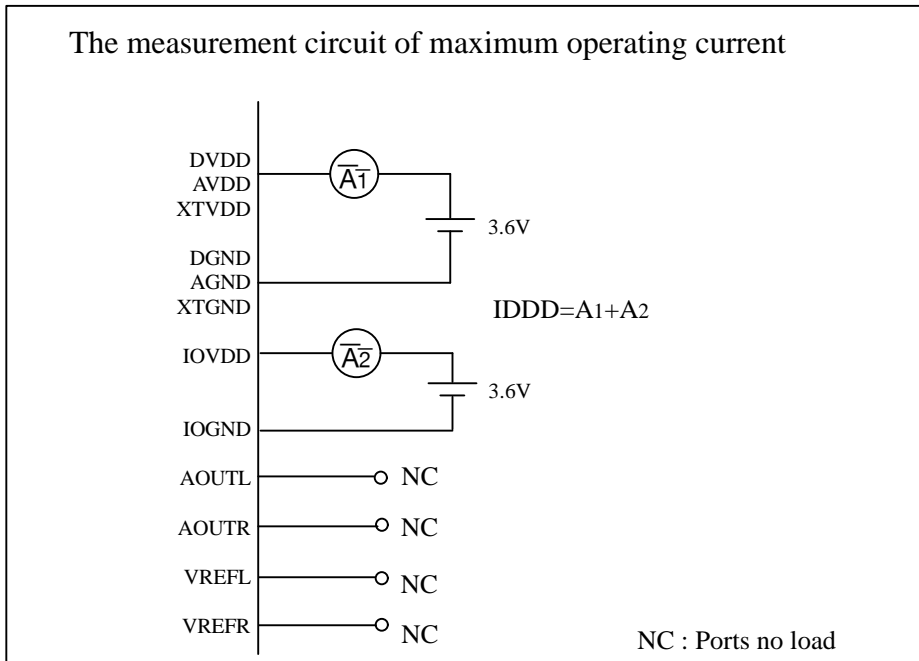 The measurement circuit of maximum operating current
DVDD
A1
AVDD
XTVDD
3.6V
DGND
AGND
XTGND
IDDD=A1+A2
IOVDD
A2
3.6V
IOGND
AOUTL NC
AOUTR NC
VREFL NC
VREFR NC
NC : Ports no load